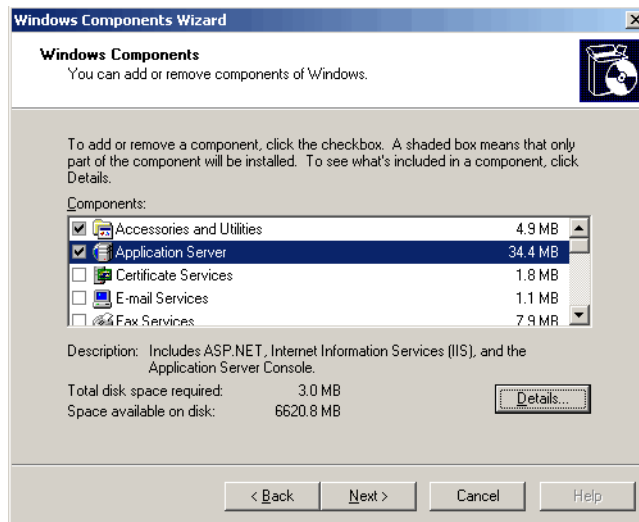 Windows Components Wizard
Windows Components
You can add or remove components of Windows.
To add or remove a component, click the checkbox. A shaded box means that only
part of the component will be installed. To see what's included in a component, click
Details.
Components:
Accessories and Utilities 4.9 MB
Application Server 34.4 MB
Certificate Services 1.8 MB
E-mail Services 1.1 MB
Fax Services 7.9 MB
Description: Includes ASP.NET, Internet Information Services (IIS), and the
Application Server Console.
Total disk space required: 3.0 MB
Space available on disk: 6620.8 MB
Details...
< Back Next > Cancel Help